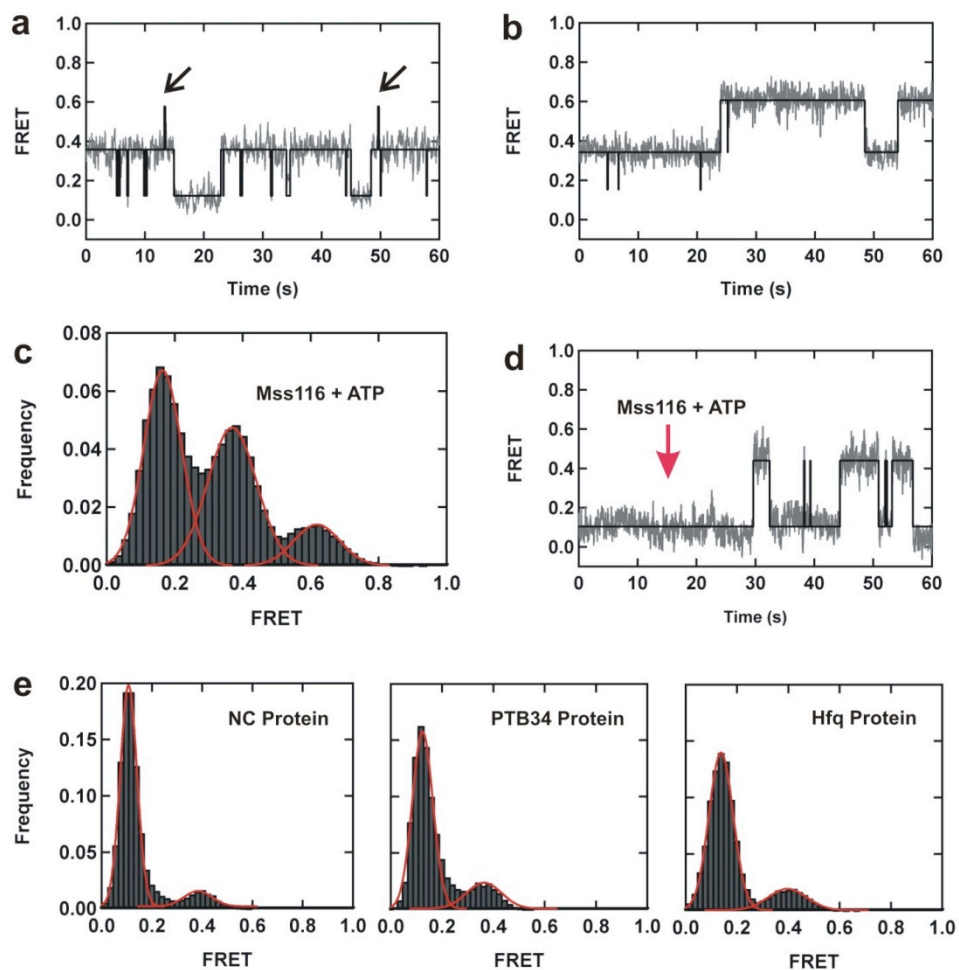 a
1.0
0.8
0.6
0.4
0.2
0.0
FRET
0 10 20 30 40 50 60
Time (s)
b
1.0
0.8
0.6
0.4
0.2
0.0
FRET
0 10 20 30 40 50 60
Time (s)
c
0.08
0.06
0.04
0.02
0.00
Frequency
Mss116 + ATP
0.0 0.2 0.4 0.6 0.8 1.0
FRET
d
1.0
0.8
0.6
0.4
0.2
0.0
FRET
Mss116 + ATP
0 10 20 30 40 50 60
Time (s)
e
0.20
0.15
0.10
0.05
0.00
Frequency
NC Protein
0.0 0.2 0.4 0.6 0.8 1.0
FRET
PTB34 Protein
0.0 0.2 0.4 0.6 0.8 1.0
FRET
Hfq Protein
0.0 0.2 0.4 0.6 0.8 1.0
FRET